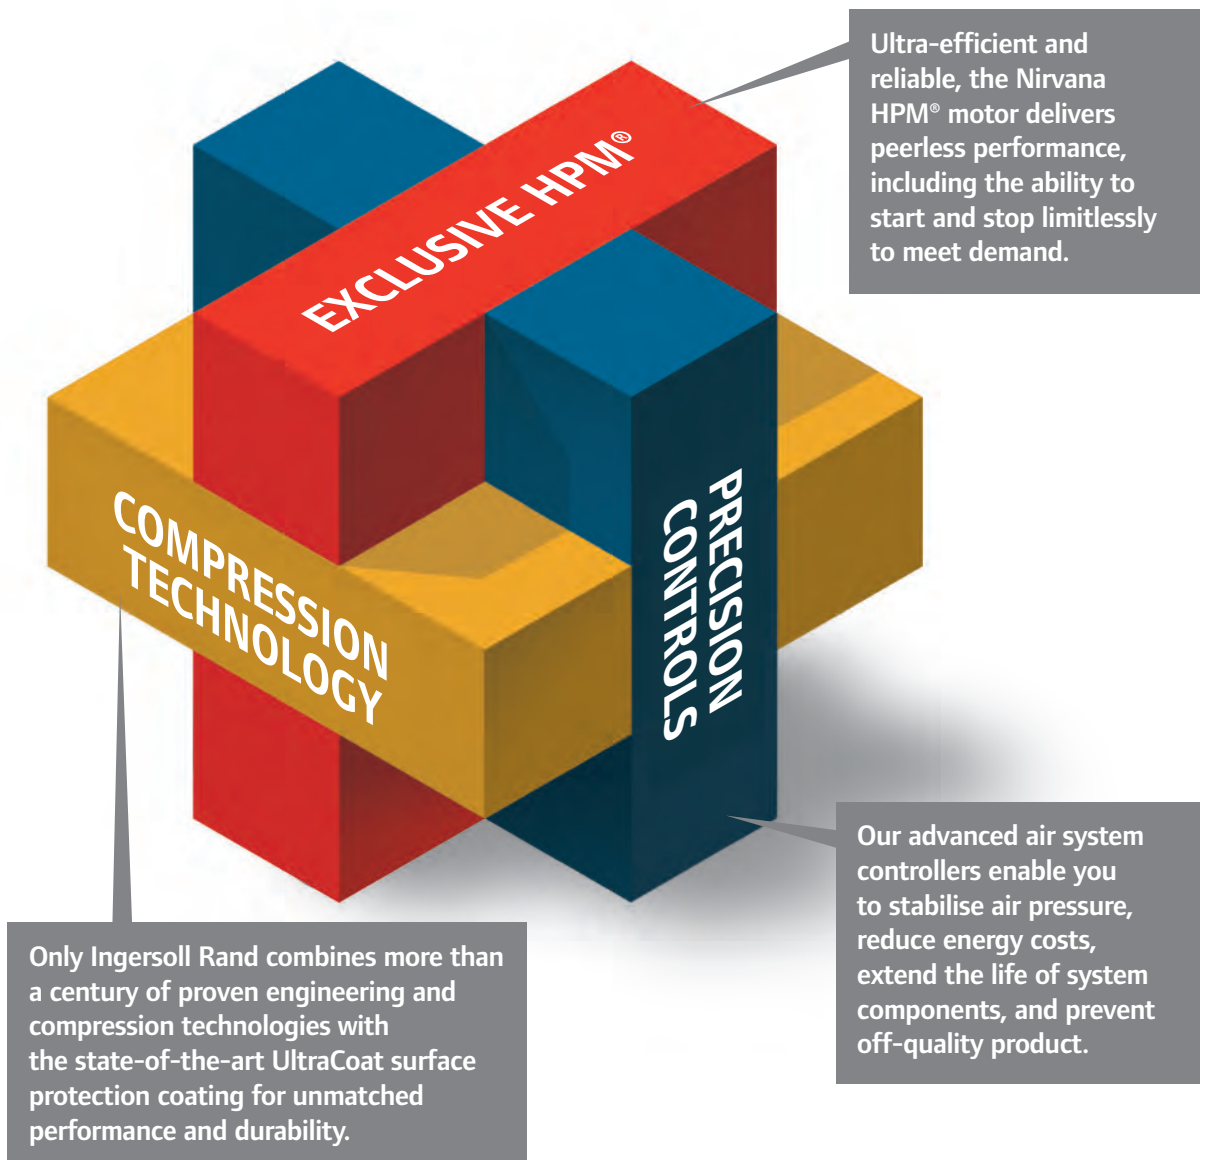 Ultra-efficient and
reliable, the Nirvana
HPM® motor delivers
peerless performance,
including the ability to
start and stop limitlessly
to meet demand.
EXCLUSIVE HPM®
COMPRESSION
TECHNOLOGY
PRECISION
CONTROLS
Our advanced air system
controllers enable you
to stabilise air pressure,
reduce energy costs,
extend the life of system
components, and prevent
off-quality product.
Only Ingersoll Rand combines more than
a century of proven engineering and
compression technologies with
the state-of-the-art UltraCoat surface
protection coating for unmatched
performance and durability.